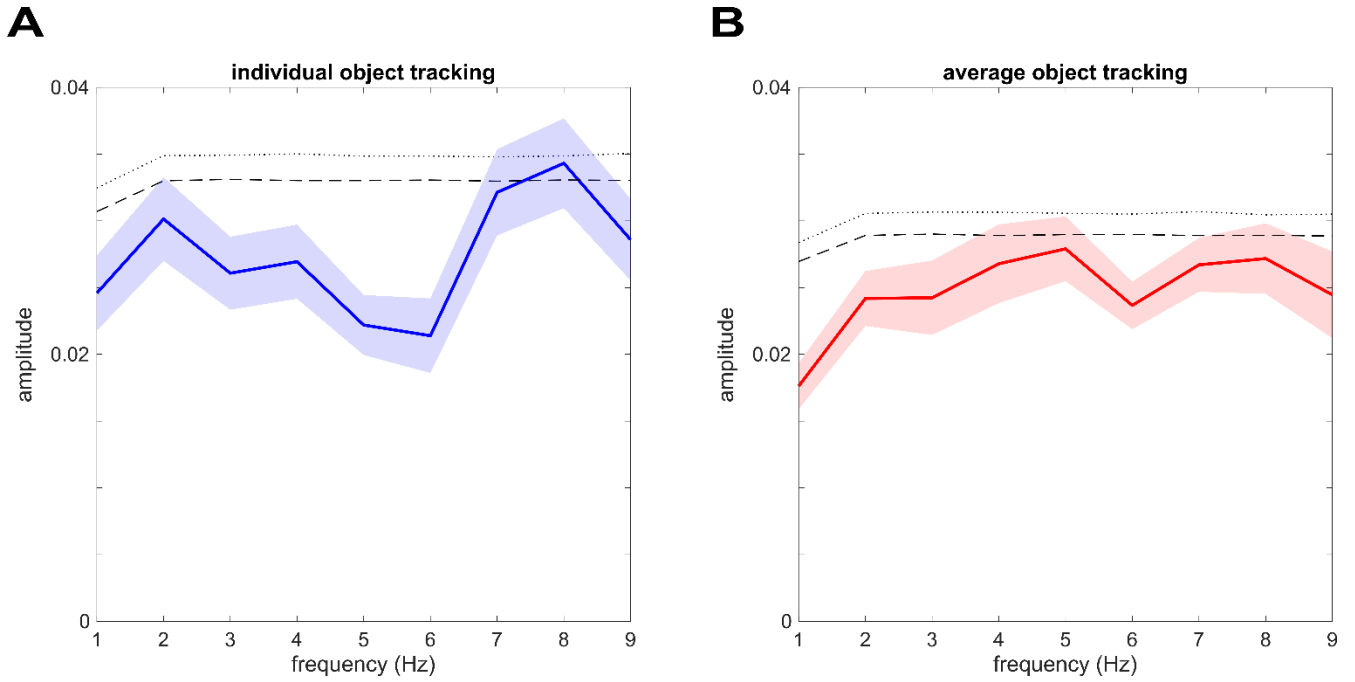 A
individual object tracking
0.04
0.02
0
amplitude
1 2 3 4 5 6 7 8 9
frequency (Hz)
B
average object tracking
0.04
0.02
0
amplitude
1 2 3 4 5 6 7 8 9
frequency (Hz)